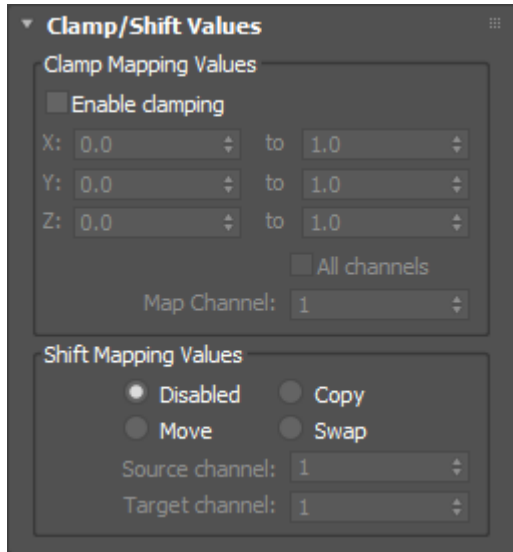 Clamp/Shift Values
Clamp Mapping Values
Enable clamping
X: 0.0 to 1.0
Y: 0.0 to 1.0
Z: 0.0 to 1.0
All channels
Map Channel: 1
Shift Mapping Values
Disabled Copy
Move Swap
Source channel: 1
Target channel: 1